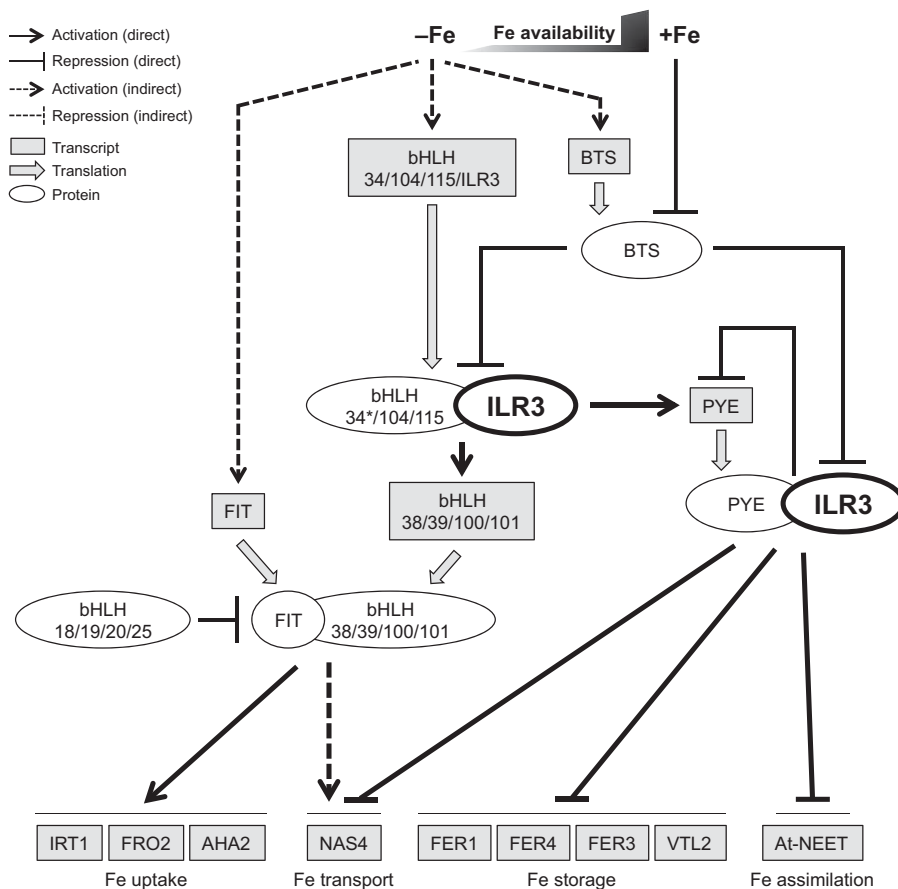 –Fe Fe availability +Fe
Activation (direct)
Repression (direct)
Activation (indirect)
Repression (indirect)
Transcript
Translation
Protein
bHLH
34/104/115/ILR3
BTS
BTS
bHLH
34*/104/115
ILR3
PYE
bHLH
38/39/100/101
PYE
ILR3
FIT
bHLH
18/19/20/25
FIT
bHLH
38/39/100/101
IRT1 FRO2 AHA2 NAS4 FER1 FER4 FER3 VTL2 At-NEET
Fe uptake Fe transport Fe storage Fe assimilation